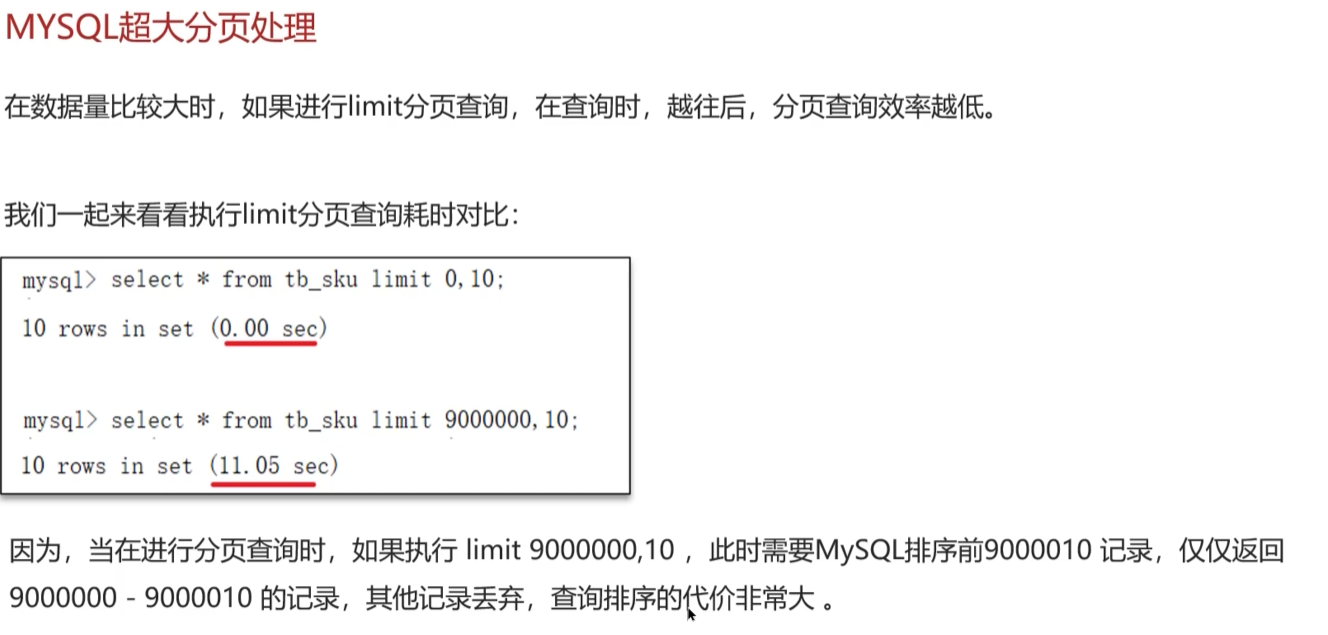 MYSQL超大分页处理
在数据量比较大时，如果进行limit分页查询，在查询时，越往后，分页查询效率越低。
我们一起来看看执行limit分页查询耗时对比：
mysql> select * from tb_sku limit 0,10;
10 rows in set (0.00 sec)
mysql> select * from tb_sku limit 9000000,10;
10 rows in set (11.05 sec)
因为，当在进行分页查询时，如果执行 limit 9000000,10 ，此时需要MySQL排序前9000010 记录，仅仅返回
9000000 - 9000010 的记录，其他记录丢弃，查询排序的代价非常大 。